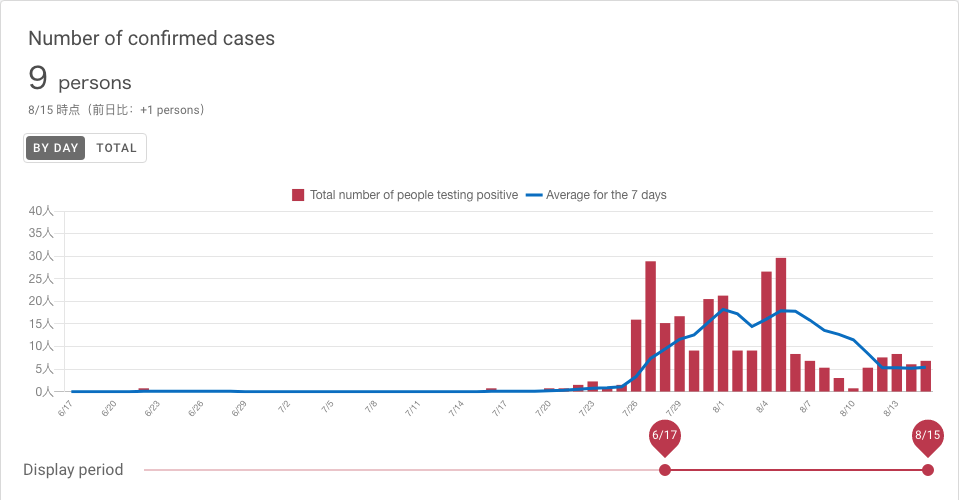 Number of confirmed cases
9 persons
8/15 時点（前日比：+1 persons）
BY DAY TOTAL
Total number of people testing positive Average for the 7 days
40人
35人
30人
25人
20人
15人
10人
5人
0人
6/17 6/20 6/23 6/26 6/29 7/2 7/5 7/8 7/11 7/14 7/17 7/20 7/23 7/26 7/29 8/1 8/4 8/7 8/10 8/13
6/17 8/15
Display period